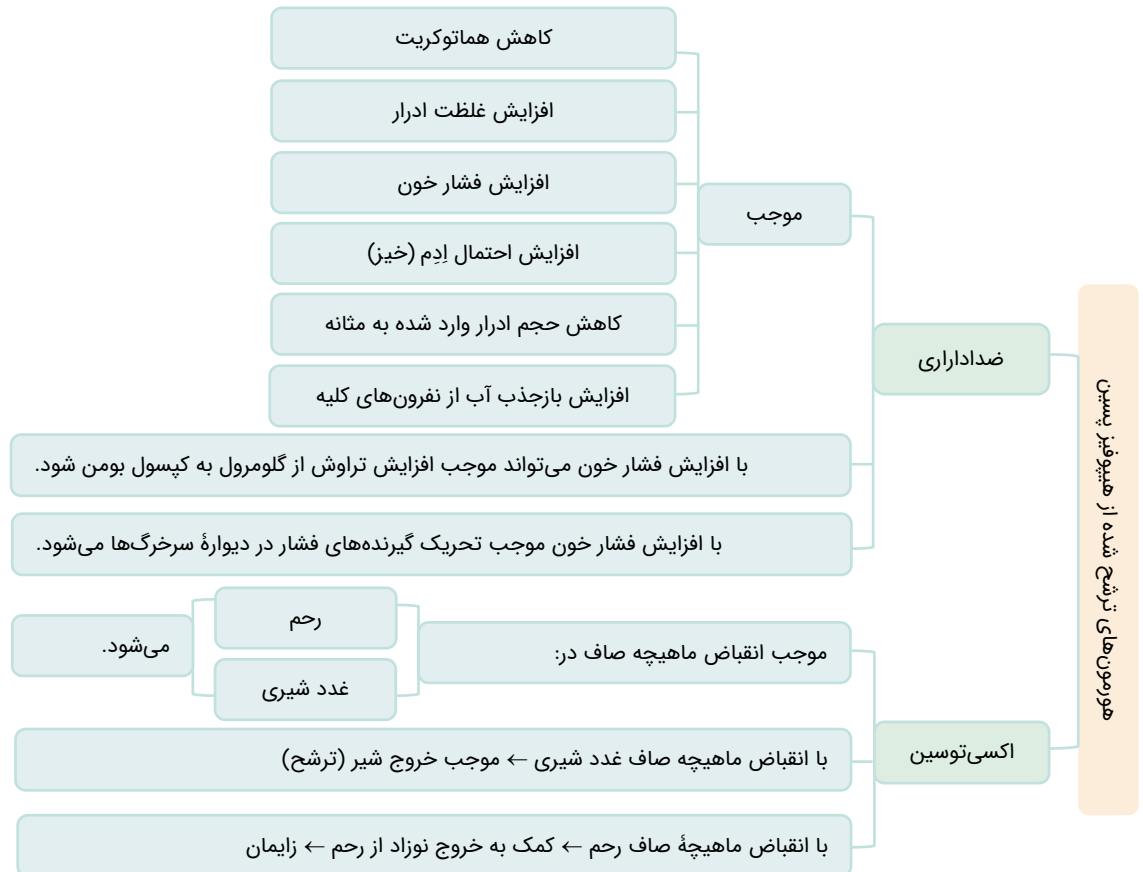 هورمون‌های ترشح شده از هیپوفیز پسین
ضداداراری
موجب
کاهش هماتوکریت
افزایش غلظت ادرار
افزایش فشار خون
افزایش احتمال اِدِم (خیز)
کاهش حجم ادرار وارد شده به مثانه
افزایش بازجذب آب از نفرون‌های کلیه
با افزایش فشار خون می‌تواند موجب افزایش تراوش از گلومرول به کپسول بومن شود.
با افزایش فشار خون موجب تحریک گیرنده‌های فشار در دیوارهٔ سرخرگ‌ها می‌شود.
اکسی‌توسین
موجب انقباض ماهیچه صاف در:
رحم
غدد شیری
می‌شود.
با انقباض ماهیچه صاف غدد شیری ← موجب خروج شیر (ترشح)
با انقباض ماهیچهٔ صاف رحم ← کمک به خروج نوزاد از رحم ← زایمان